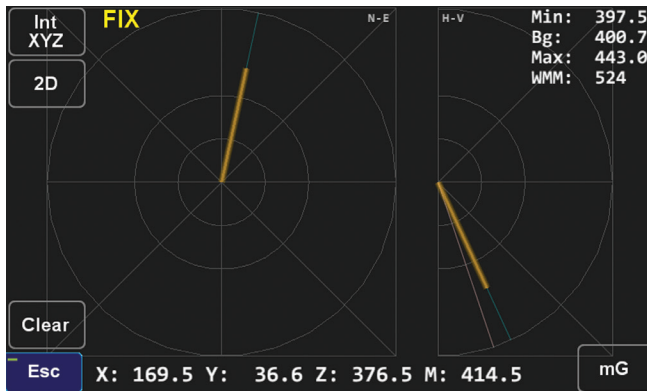 Int
XYZ
FIX
N-E
H-V
Min: 397.5
Bg: 400.7
Max: 443.0
WMM: 524
2D
Clear
Esc
X: 169.5 Y: 36.6 Z: 376.5 M: 414.5
mG